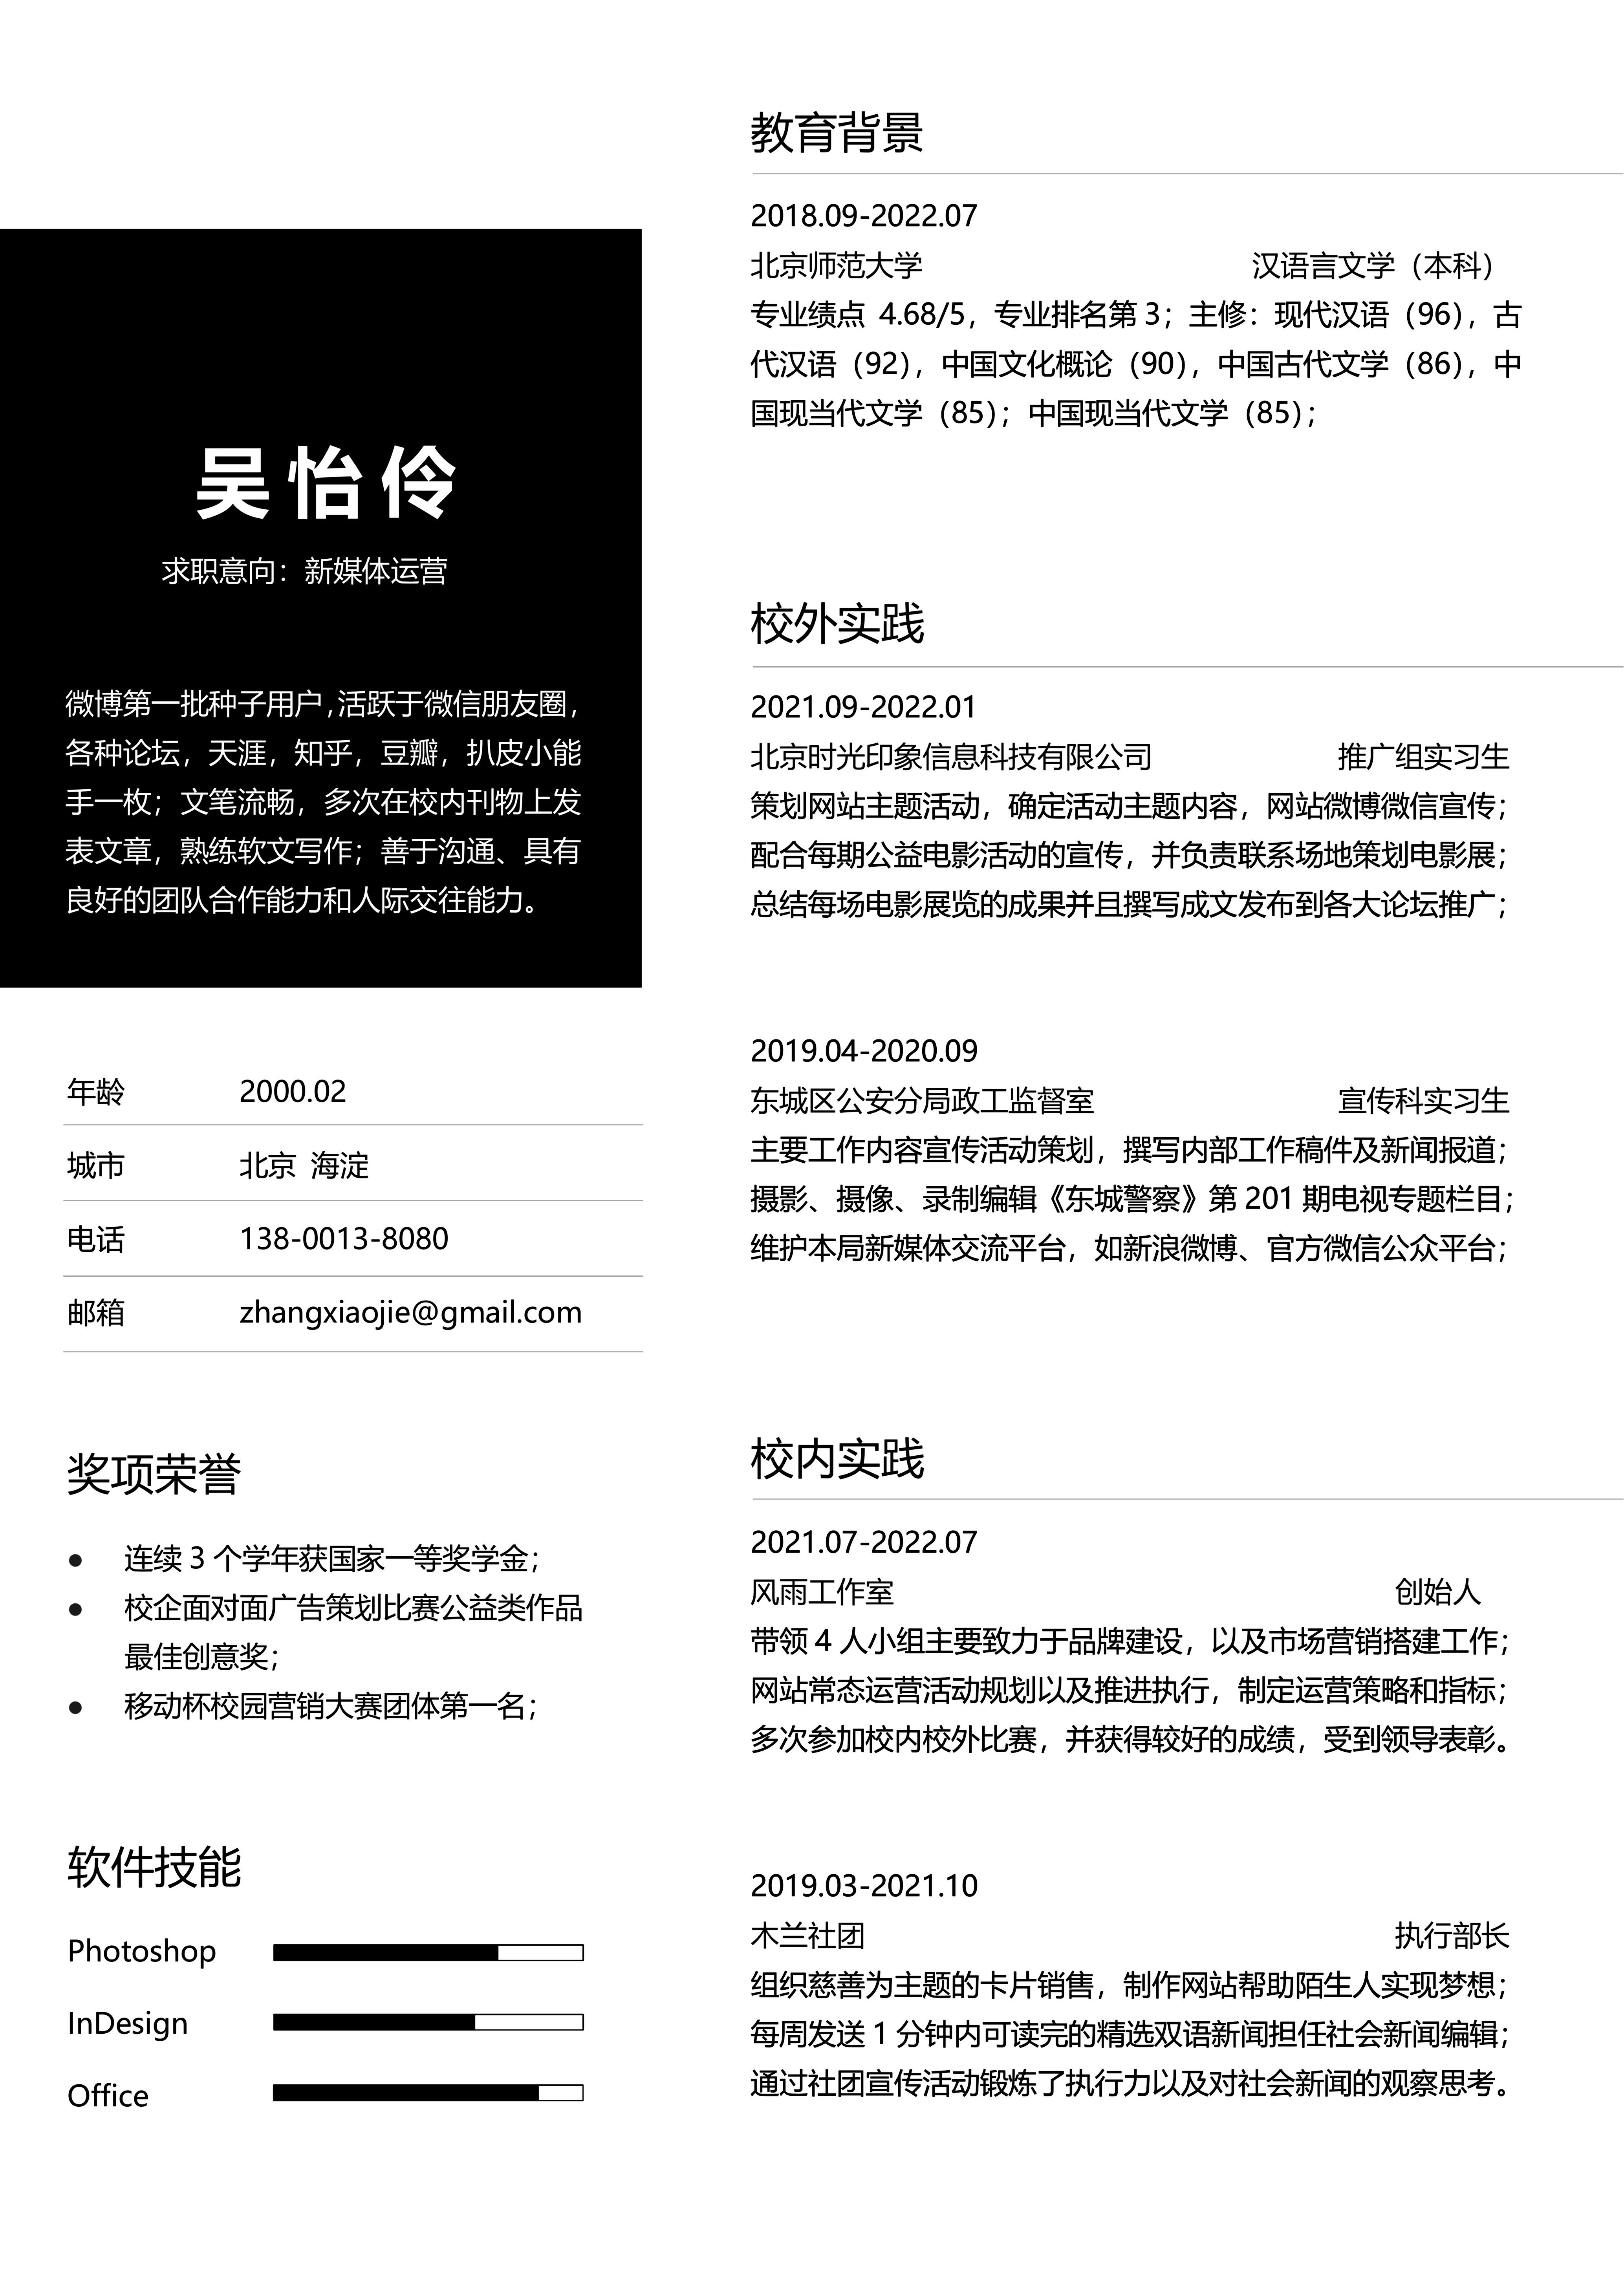 吴怡伶
求职意向：新媒体运营
微博第一批种子用户,活跃于微信朋友圈，
各种论坛，天涯，知乎，豆瓣，扒皮小能
手一枚；文笔流畅，多次在校内刊物上发
表文章，熟练软文写作；善于沟通、具有
良好的团队合作能力和人际交往能力。
年龄 2000.02
城市 北京 海淀
电话 138-0013-8080
邮箱 zhangxiaojie@gmail.com
奖项荣誉
● 连续 3 个学年获国家一等奖学金；
● 校企面对面广告策划比赛公益类作品
最佳创意奖；
● 移动杯校园营销大赛团体第一名；
软件技能
Photoshop
InDesign
Office
教育背景
2018.09-2022.07
北京师范大学 汉语言文学（本科）
专业绩点 4.68/5，专业排名第 3；主修：现代汉语（96），古
代汉语（92），中国文化概论（90），中国古代文学（86），中
国现当代文学（85）；中国现当代文学（85）；
校外实践
2021.09-2022.01
北京时光印象信息科技有限公司 推广组实习生
策划网站主题活动，确定活动主题内容，网站微博微信宣传；
配合每期公益电影活动的宣传，并负责联系场地策划电影展；
总结每场电影展览的成果并且撰写成文发布到各大论坛推广；
2019.04-2020.09
东城区公安分局政工监督室 宣传科实习生
主要工作内容宣传活动策划，撰写内部工作稿件及新闻报道；
摄影、摄像、录制编辑《东城警察》第 201 期电视专题栏目；
维护本局新媒体交流平台，如新浪微博、官方微信公众平台；
校内实践
2021.07-2022.07
风雨工作室 创始人
带领 4 人小组主要致力于品牌建设，以及市场营销搭建工作；
网站常态运营活动规划以及推进执行，制定运营策略和指标；
多次参加校内校外比赛，并获得较好的成绩，受到领导表彰。
2019.03-2021.10
木兰社团 执行部长
组织慈善为主题的卡片销售，制作网站帮助陌生人实现梦想；
每周发送 1 分钟内可读完的精选双语新闻担任社会新闻编辑；
通过社团宣传活动锻炼了执行力以及对社会新闻的观察思考。